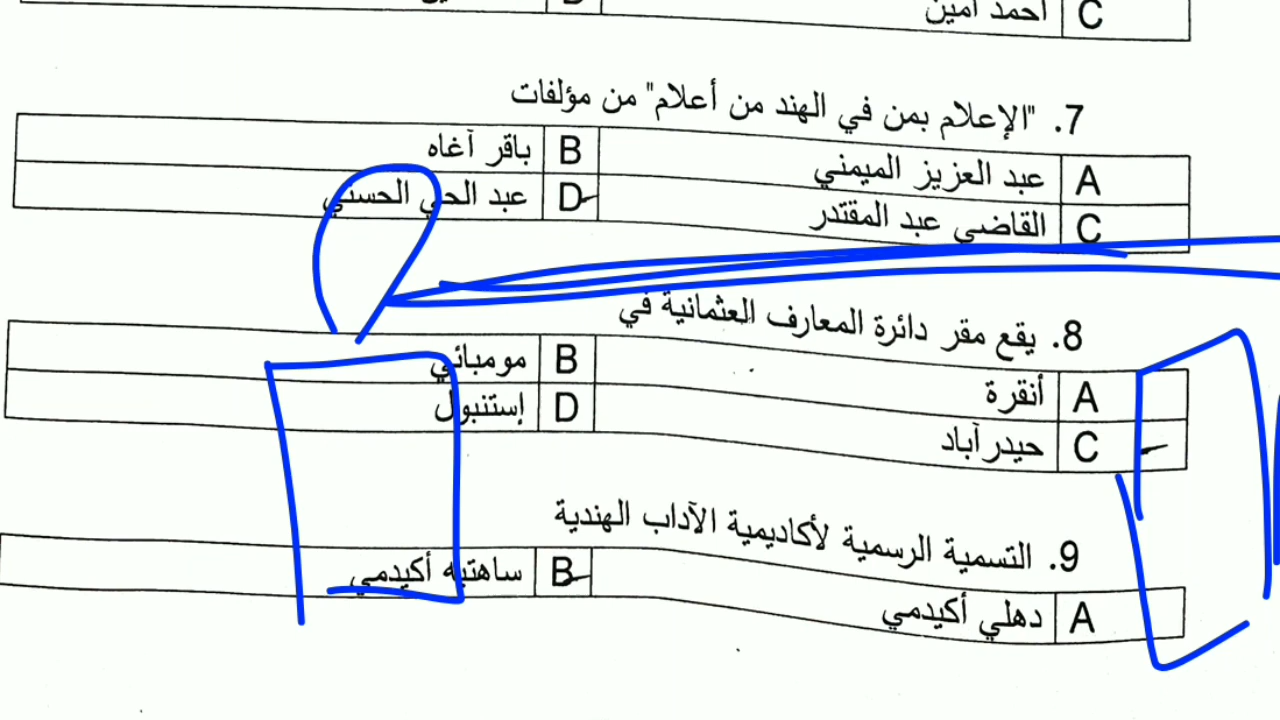 C أحمد أمين
7. "الإعلام بمن في الهند من أعلام" من مؤلفات
A عبد العزيز الميمني B باقر آغاه
C القاضي عبد المقتدر D عبد الحي الحسني
8. يقع مقر دائرة المعارف العثمانية في
A أنقرة B مومبائي
C حيدرآباد D إستنبول
9. التسمية الرسمية لأكاديمية الآداب الهندية
A دهلي أكيدمي B ساهتيه أكيدمي